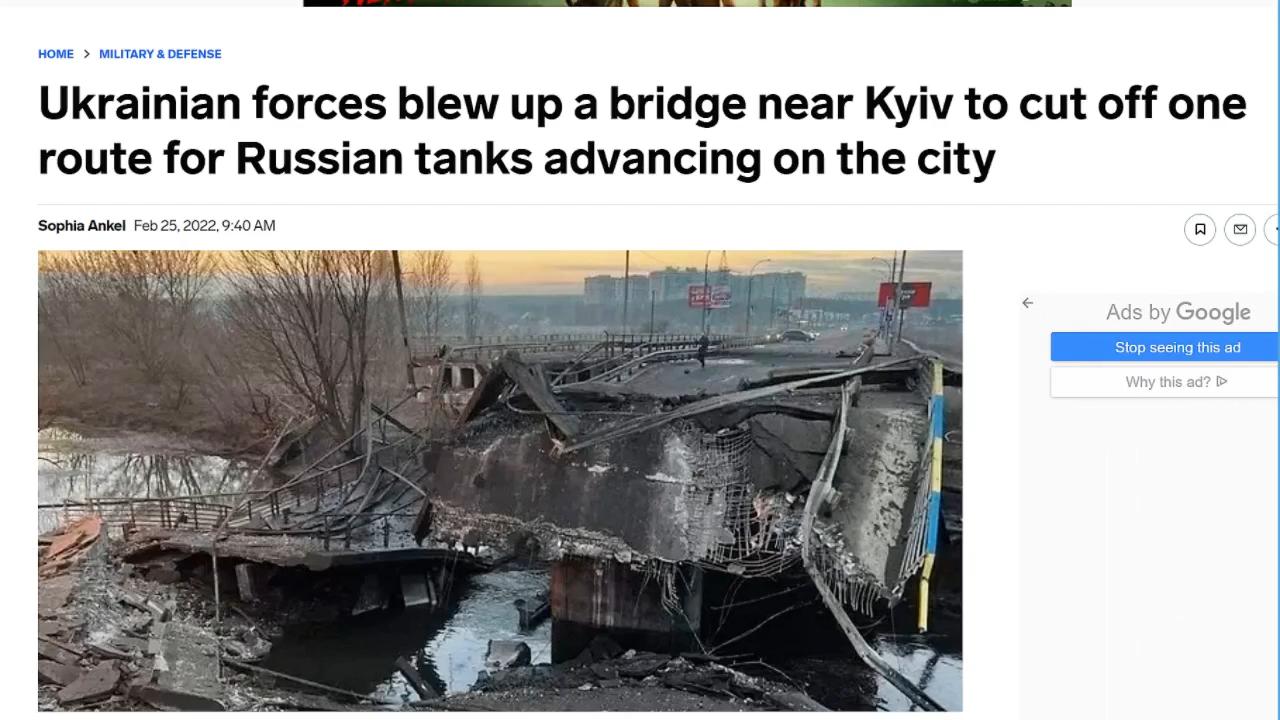 HOME > MILITARY & DEFENSE
Ukrainian forces blew up a bridge near Kyiv to cut off one
route for Russian tanks advancing on the city
Sophia Ankel Feb 25, 2022, 9:40 AM
Ads by Google
Stop seeing this ad
Why this ad?